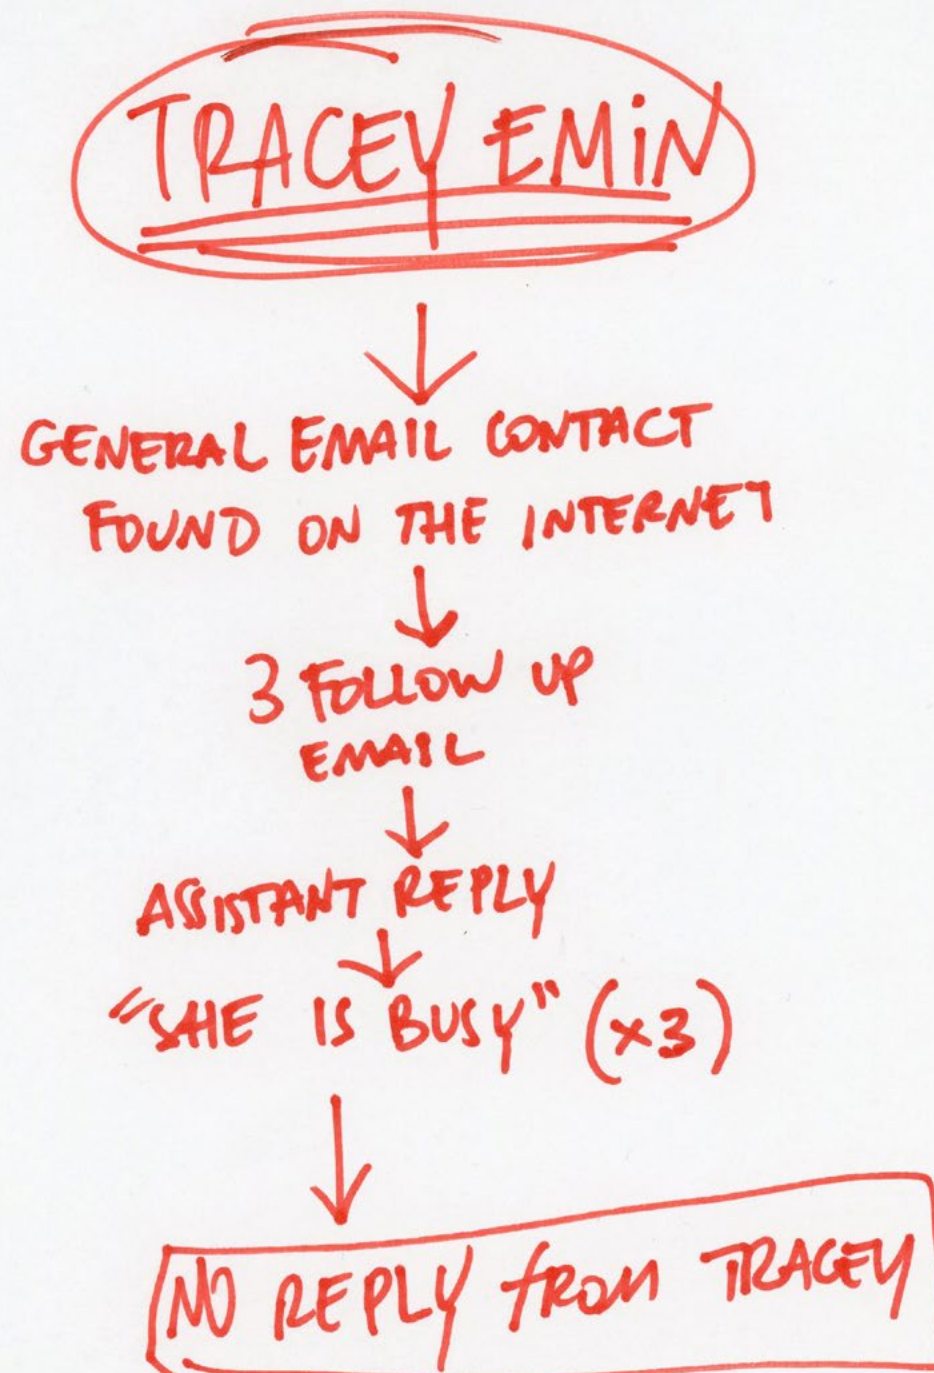 TRACEY EMiN
GENERAL EMAIL CONTACT
FOUND ON THE INTERNET
3 FOLLOW UP
EMAIL
ASSISTANT REPLY
"SHE IS BUSY" (x3)
NO REPLY FROM TRACEY